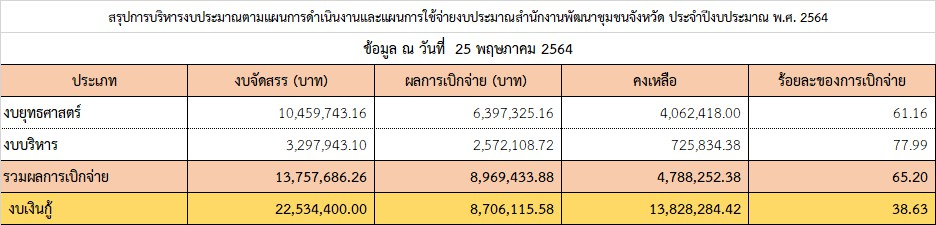 สรุปการบริหารงบประมาณตามแผนการดำเนินงานและแผนการใช้จ่ายงบประมาณสำนักงานพัฒนาชุมชนจังหวัด ประจำปีงบประมาณ พ.ศ. 2564
ข้อมูล ณ วันที่ 25 พฤษภาคม 2564
ประเภท งบจัดสรร (บาท) ผลการเบิกจ่าย (บาท) คงเหลือ ร้อยละของการเบิกจ่าย
งบยุทธศาสตร์ 10,459,743.16 6,397,325.16 4,062,418.00 61.16
งบบริหาร 3,297,943.10 2,572,108.72 725,834.38 77.99
รวมผลการเบิกจ่าย 13,757,686.26 8,969,433.88 4,788,252.38 65.20
งบเงินกู้ 22,534,400.00 8,706,115.58 13,828,284.42 38.63